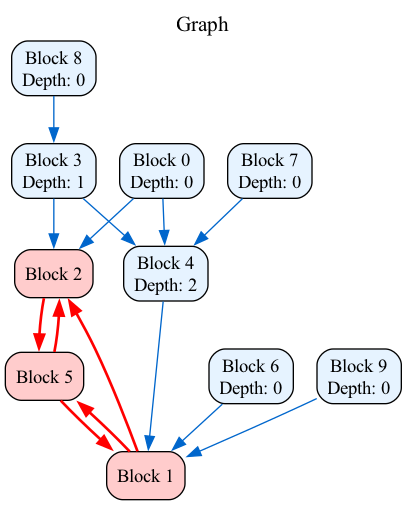 Graph
Block 8
Depth: 0
Block 3
Depth: 1
Block 0
Depth: 0
Block 7
Depth: 0
Block 2
Block 4
Depth: 2
Block 5
Block 6
Depth: 0
Block 9
Depth: 0
Block 1